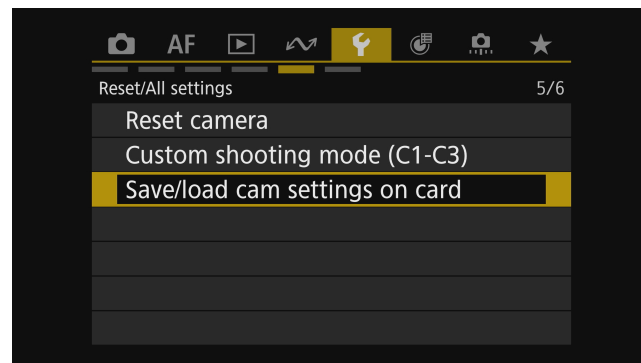 AF
Reset/All settings 5/6
Reset camera
Custom shooting mode (C1-C3)
Save/load cam settings on card